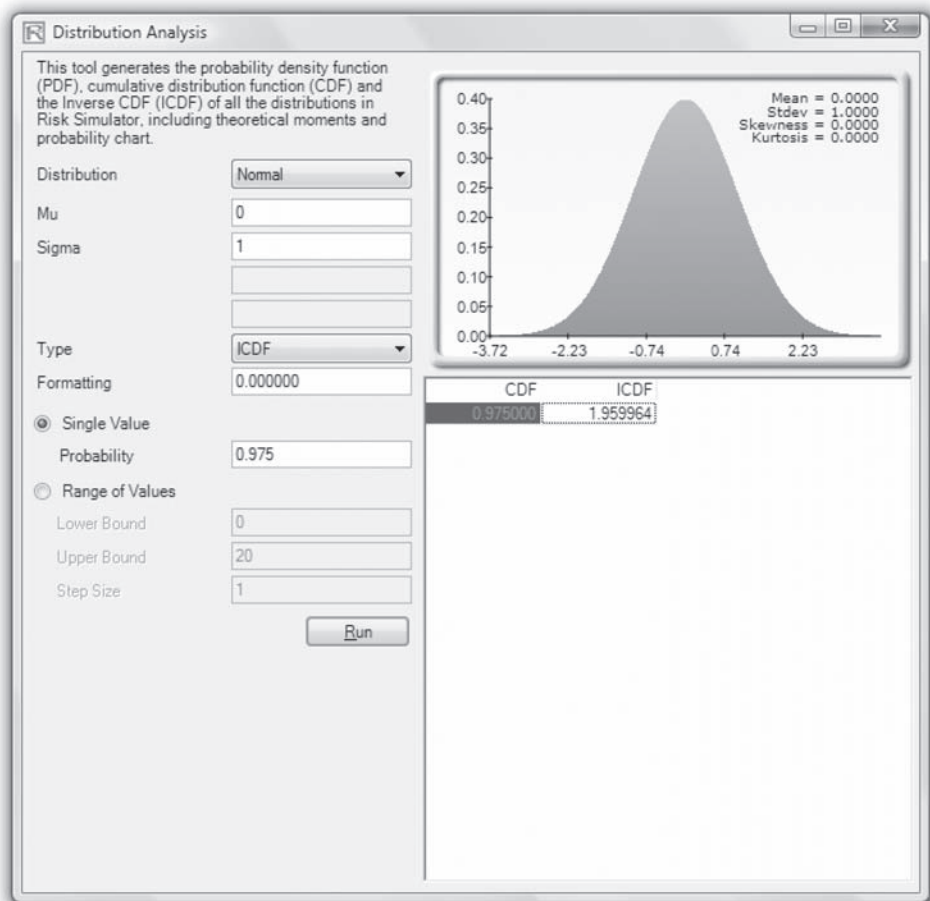 Distribution Analysis
This tool generates the probability density function
(PDF), cumulative distribution function (CDF) and
the Inverse CDF (ICDF) of all the distributions in
Risk Simulator, including theoretical moments and
probability chart.
Distribution Normal
Mu 0
Sigma 1
Type ICDF
Formatting 0.000000
Single Value
Probability 0.975
Range of Values
Lower Bound 0
Upper Bound 20
Step Size 1
Run
Mean = 0.0000
Stdev = 1.0000
Skewness = 0.0000
Kurtosis = 0.0000
0.40
0.35
0.30
0.25
0.20
0.15
0.10
0.05
0.00
-3.72 -2.23 -0.74 0.74 2.23
CDF ICDF
0.975000 1.959964